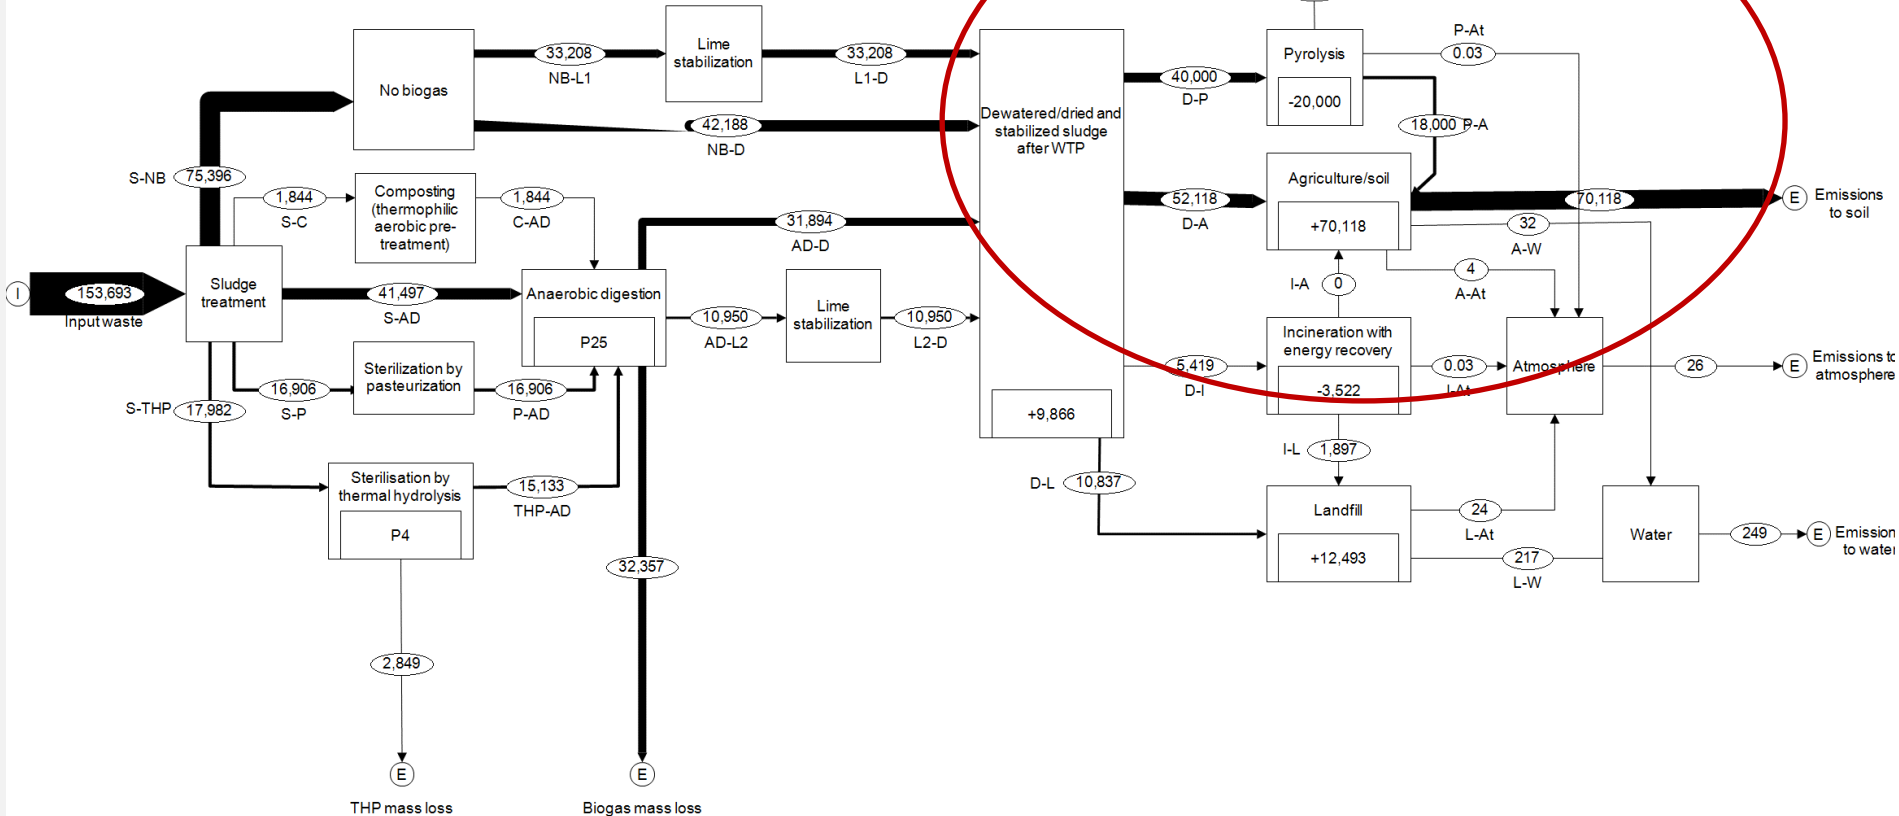 P-At
0.03
33,208
NB-L1
Lime
stabilization
33,208
L1-D
No biogas
42,188
NB-D
Dewatered/dried and
stabilized sludge
after WTP
+9,866
40,000
D-P
Pyrolysis
-20,000
18,000 P-A
S-NB
75,396
1,844
S-C
Composting
(thermophilic
aerobic pre-
treatment)
1,844
C-AD
31,894
AD-D
52,118
D-A
Agriculture/soil
+70,118
70,118
E
Emissions
to soil
32
A-W
4
A-At
I-A
0
I
153,693
Input waste
Sludge
treatment
41,497
S-AD
Anaerobic digestion
P25
10,950
AD-L2
Lime
stabilization
10,950
L2-D
Incineration with
energy recovery
-3,522
5,419
D-I
0.03
I-At
Atmosphere
26
E
Emissions to
atmosphere
S-THP
17,982
16,906
S-P
Sterilization by
pasteurization
16,906
P-AD
I-L
1,897
Sterilisation by
thermal hydrolysis
P4
15,133
THP-AD
D-L
10,837
Landfill
+12,493
24
L-At
217
L-W
Water
249
E
Emission
to water
32,357
2,849
E
THP mass loss
E
Biogas mass loss